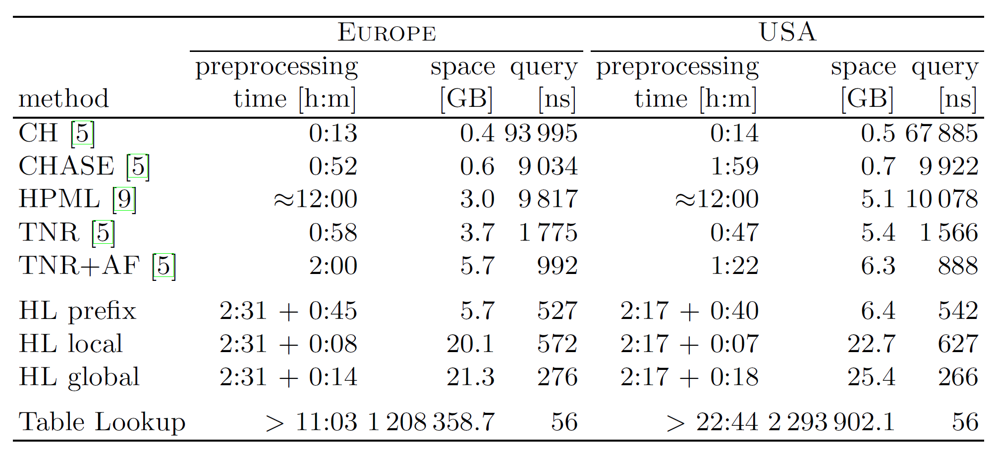 EUROPE USA
preprocessing space query preprocessing space query
method time [h:m] [GB] [ns] time [h:m] [GB] [ns]
CH [5] 0:13 0.4 93 995 0:14 0.5 67 885
CHASE [5] 0:52 0.6 9 034 1:59 0.7 9 922
HPML [9] ≈12:00 3.0 9 817 ≈12:00 5.1 10 078
TNR [5] 0:58 3.7 1 775 0:47 5.4 1 566
TNR+AF [5] 2:00 5.7 992 1:22 6.3 888
HL prefix 2:31 + 0:45 5.7 527 2:17 + 0:40 6.4 542
HL local 2:31 + 0:08 20.1 572 2:17 + 0:07 22.7 627
HL global 2:31 + 0:14 21.3 276 2:17 + 0:18 25.4 266
Table Lookup > 11:03 1 208 358.7 56 > 22:44 2 293 902.1 56